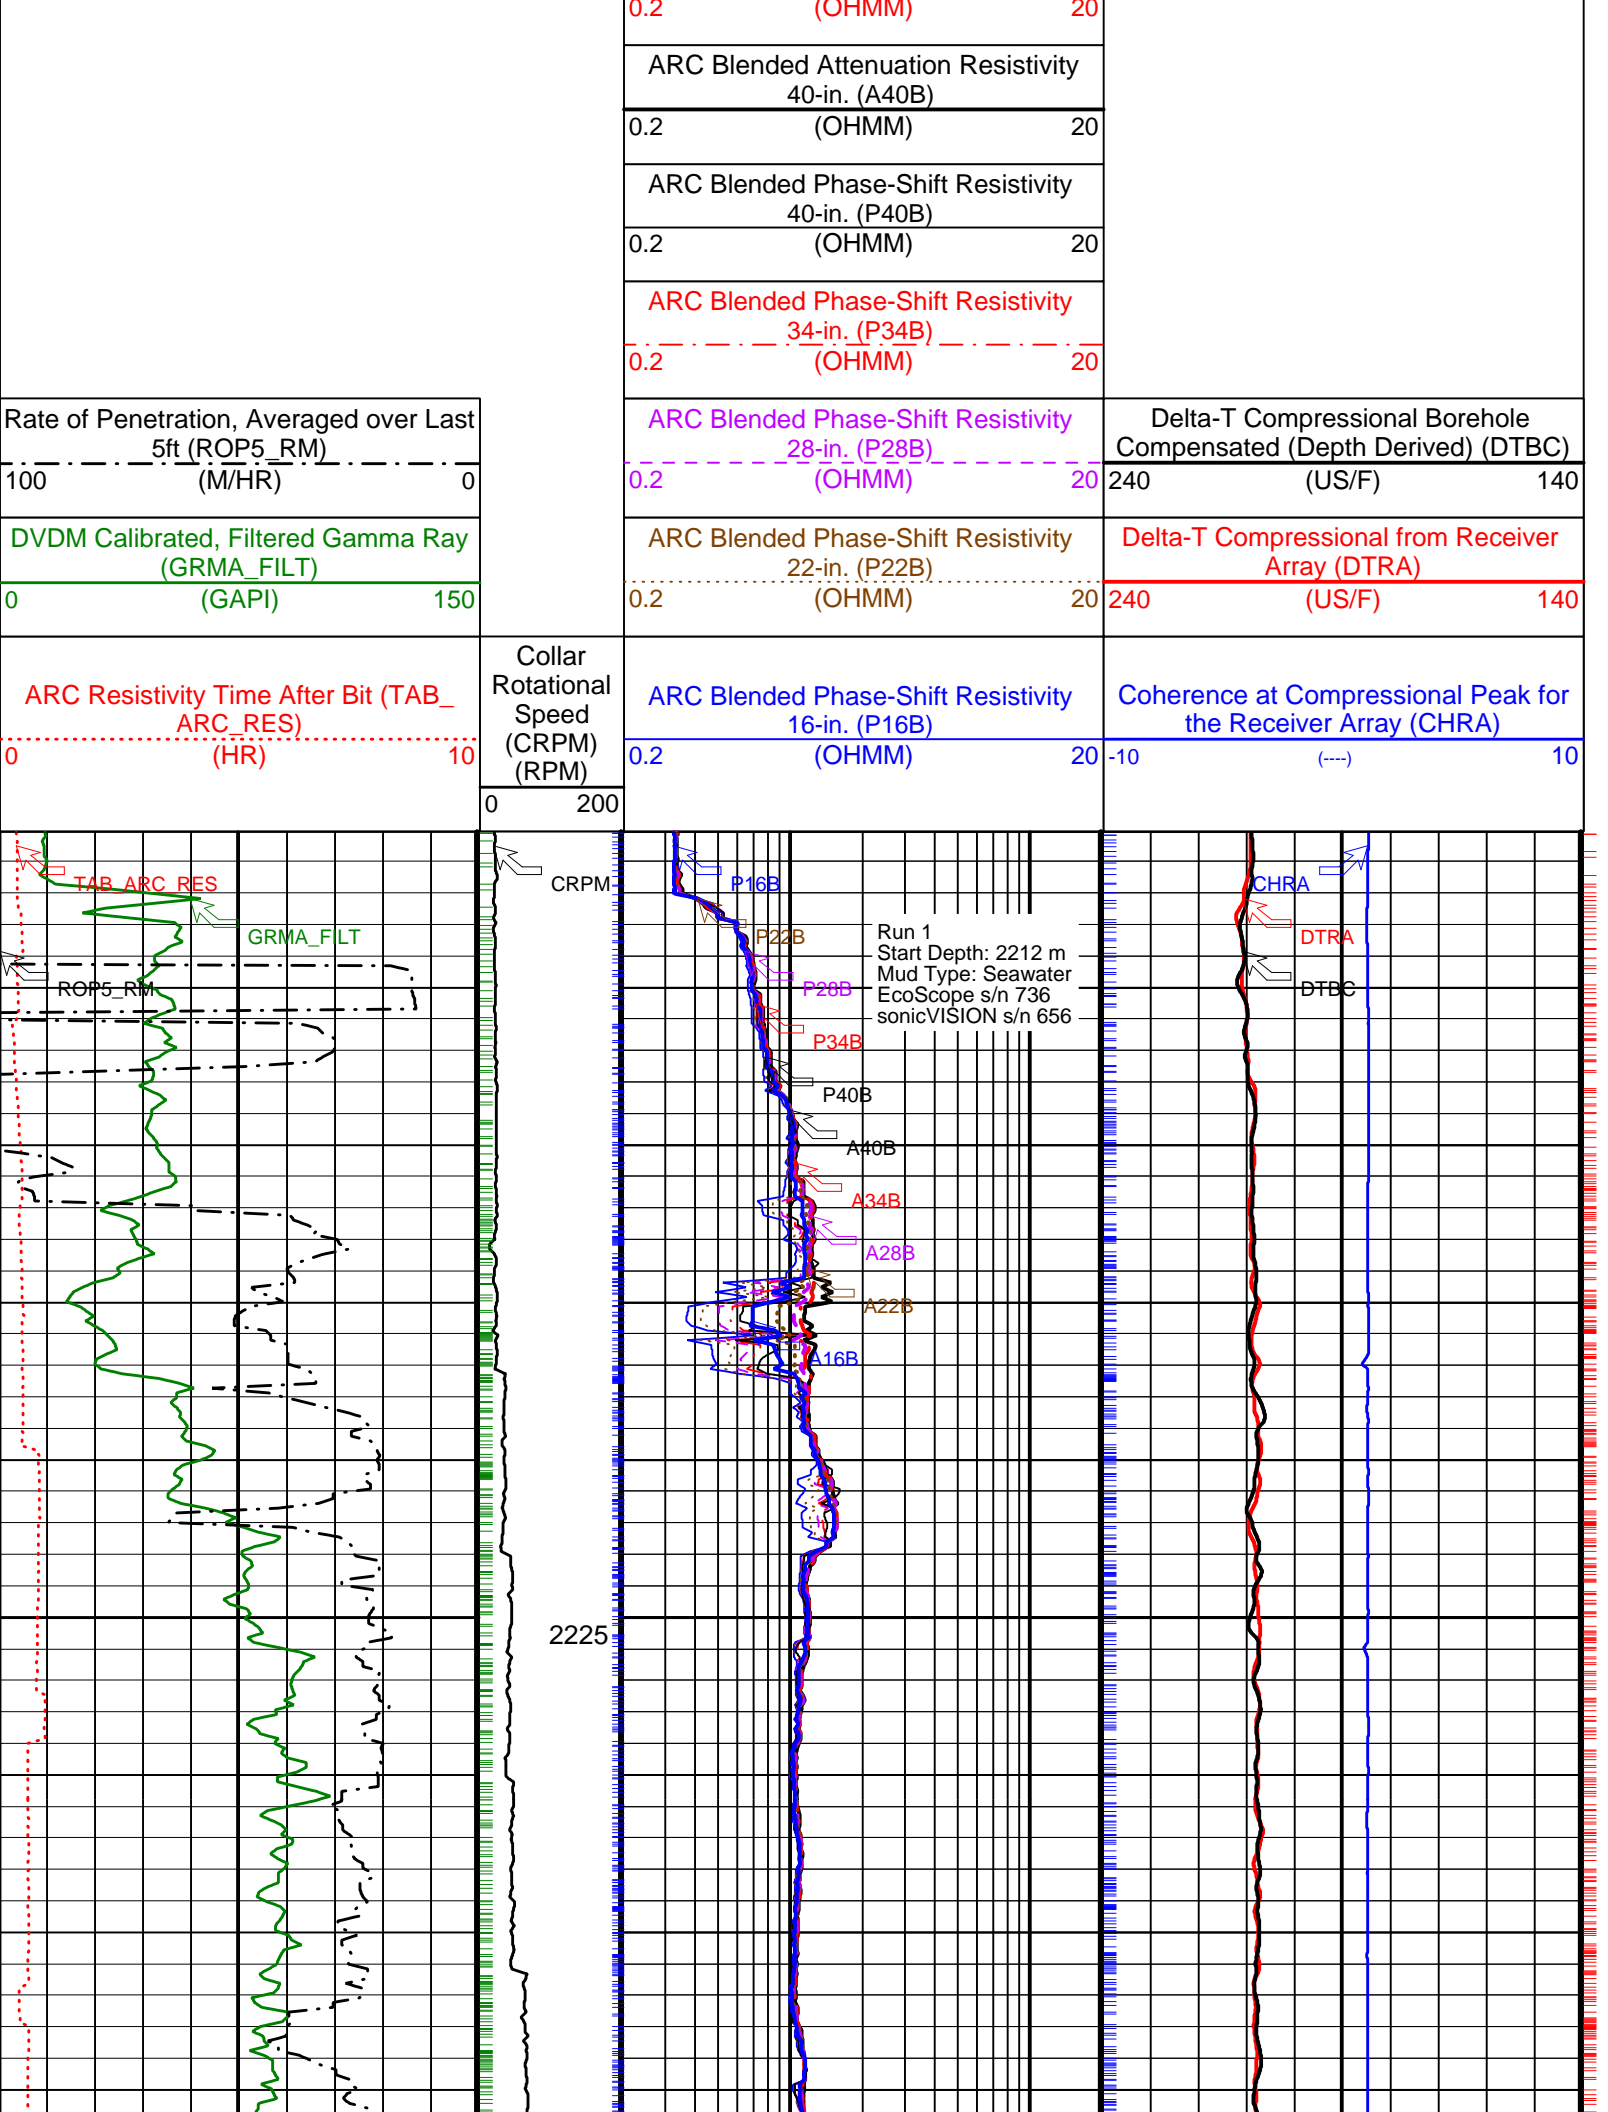 0.2 (OHMM) 20
ARC Blended Attenuation Resistivity
40-in. (A40B)
0.2 (OHMM) 20
ARC Blended Phase-Shift Resistivity
40-in. (P40B)
0.2 (OHMM) 20
ARC Blended Phase-Shift Resistivity
34-in. (P34B)
0.2 (OHMM) 20
Rate of Penetration, Averaged over Last
5ft (ROP5_RM)
100 (M/HR) 0
ARC Blended Phase-Shift Resistivity
28-in. (P28B)
0.2 (OHMM) 20
Delta-T Compressional Borehole
Compensated (Depth Derived) (DTBC)
240 (US/F) 140
DVDM Calibrated, Filtered Gamma Ray
(GRMA_FILT)
0 (GAPI) 150
ARC Blended Phase-Shift Resistivity
22-in. (P22B)
0.2 (OHMM) 20
Delta-T Compressional from Receiver
Array (DTRA)
240 (US/F) 140
ARC Resistivity Time After Bit (TAB_
ARC_RES)
0 (HR) 10
Collar
Rotational
Speed
(CRPM)
(RPM)
0 200
ARC Blended Phase-Shift Resistivity
16-in. (P16B)
0.2 (OHMM) 20
Coherence at Compressional Peak for
the Receiver Array (CHRA)
-10 (----) 10
TAB_ARC_RES
CRPM
P16B
CHRA
GRMA_FILT
P22B
DTRA
Run 1
Start Depth: 2212 m
Mud Type: Seawater
EcoScope s/n 736
sonicVISION s/n 656
ROP5_RM
P28B
DTBC
P34B
P40B
A40B
A34B
A28B
A22B
A16B
2225